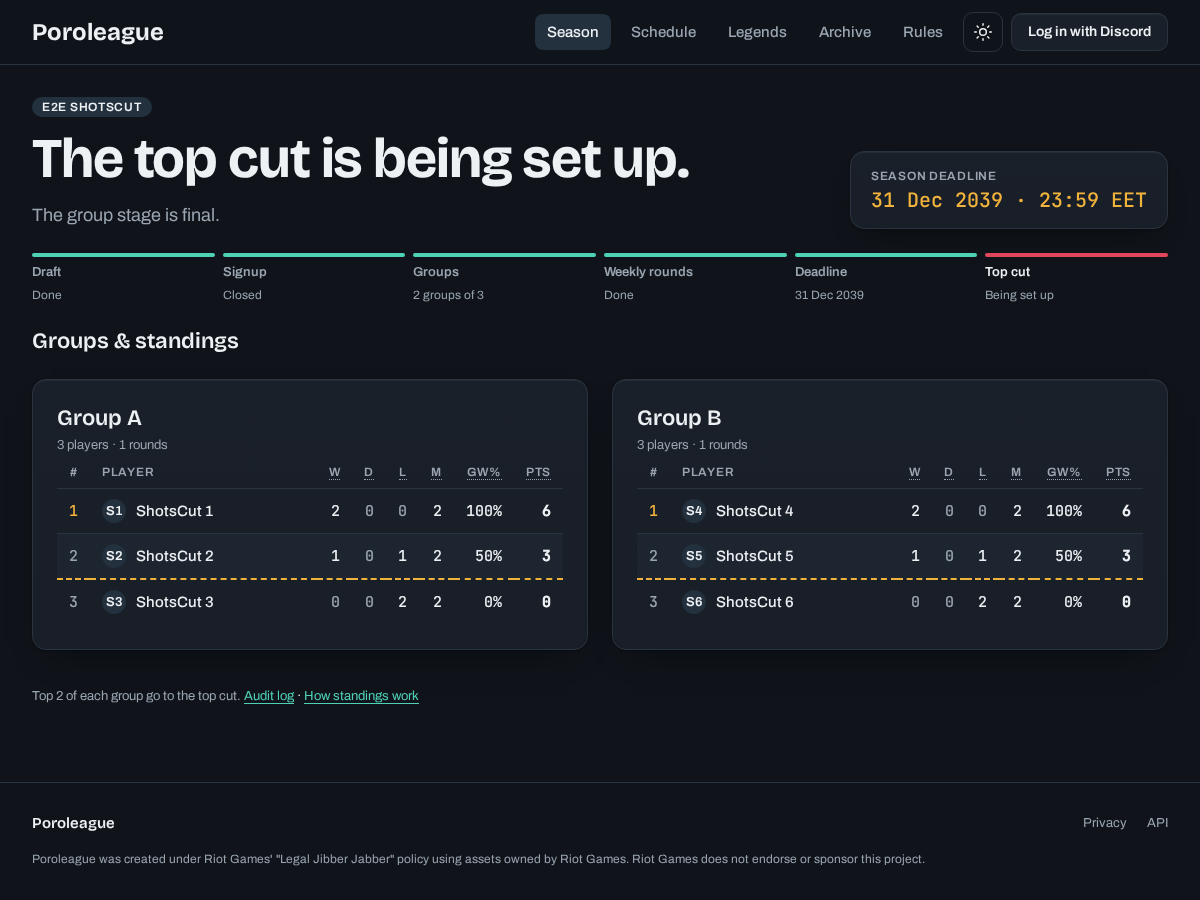 Poroleague
Season Schedule Legends Archive Rules Log in with Discord
E2E SHOTSCUT
The top cut is being set up.
The group stage is final.
SEASON DEADLINE
31 Dec 2039 · 23:59 EET
Draft Signup Groups Weekly rounds Deadline Top cut
Done Closed 2 groups of 3 Done 31 Dec 2039 Being set up
Groups & standings
Group A
3 players · 1 rounds
# PLAYER W D L M GW% PTS
1 S1 ShotsCut 1 2 0 0 2 100% 6
2 S2 ShotsCut 2 1 0 1 2 50% 3
3 S3 ShotsCut 3 0 0 2 2 0% 0
Group B
3 players · 1 rounds
# PLAYER W D L M GW% PTS
1 S4 ShotsCut 4 2 0 0 2 100% 6
2 S5 ShotsCut 5 1 0 1 2 50% 3
3 S6 ShotsCut 6 0 0 2 2 0% 0
Top 2 of each group go to the top cut. Audit log · How standings work
Poroleague
Privacy API
Poroleague was created under Riot Games' "Legal Jibber Jabber" policy using assets owned by Riot Games. Riot Games does not endorse or sponsor this project.